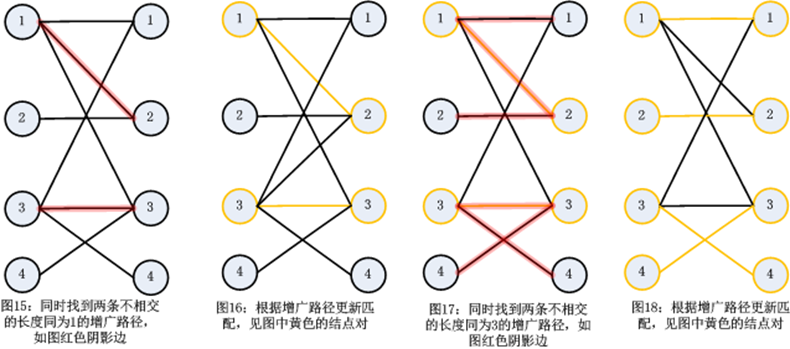 1 1 1 1 1 1 1 1
2 2 2 2 2 2 2 2
3 3 3 3 3 3 3 3
4 4 4 4 4 4 4 4
图15：同时找到两条不相交
的长度同为1的增广路径，
如图红色阴影边
图16：根据增广路径更新匹
配，见图中黄色的结点对
图17：同时找到两条不相交
的长度同为3的增广路径，如
图红色阴影边
图18：根据增广路径更新匹
配，见图中黄色的结点对